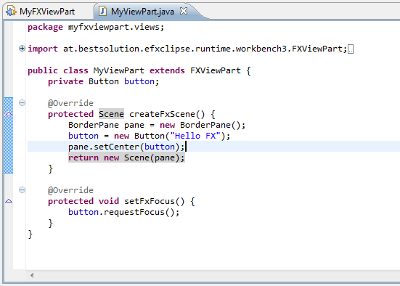 MyFXViewPart
MyViewPart.java
package myfxviewpart.views;
import at.bestsolution.efxclipse.runtime.workbench3.FXViewPart;
public class MyViewPart extends FXViewPart {
private Button button;
@Override
protected Scene createFxScene() {
BorderPane pane = new BorderPane();
button = new Button("Hello FX");
pane.setCenter(button);
return new Scene(pane);
}
@Override
protected void setFxFocus() {
button.requestFocus();
}
}